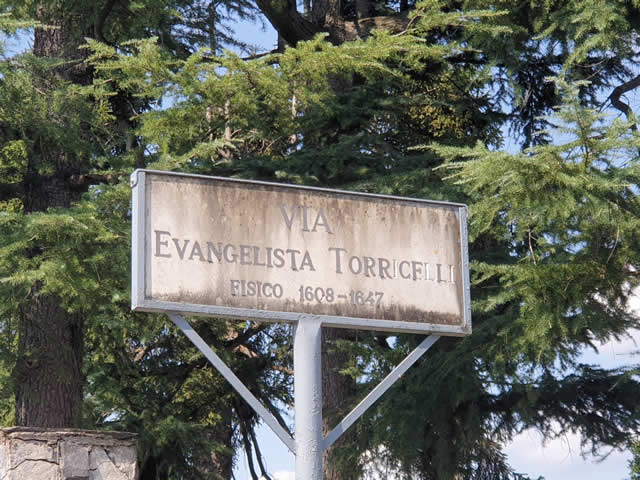 VIA
EVANGELISTA TORRICELLI
FISICO 1608-1647